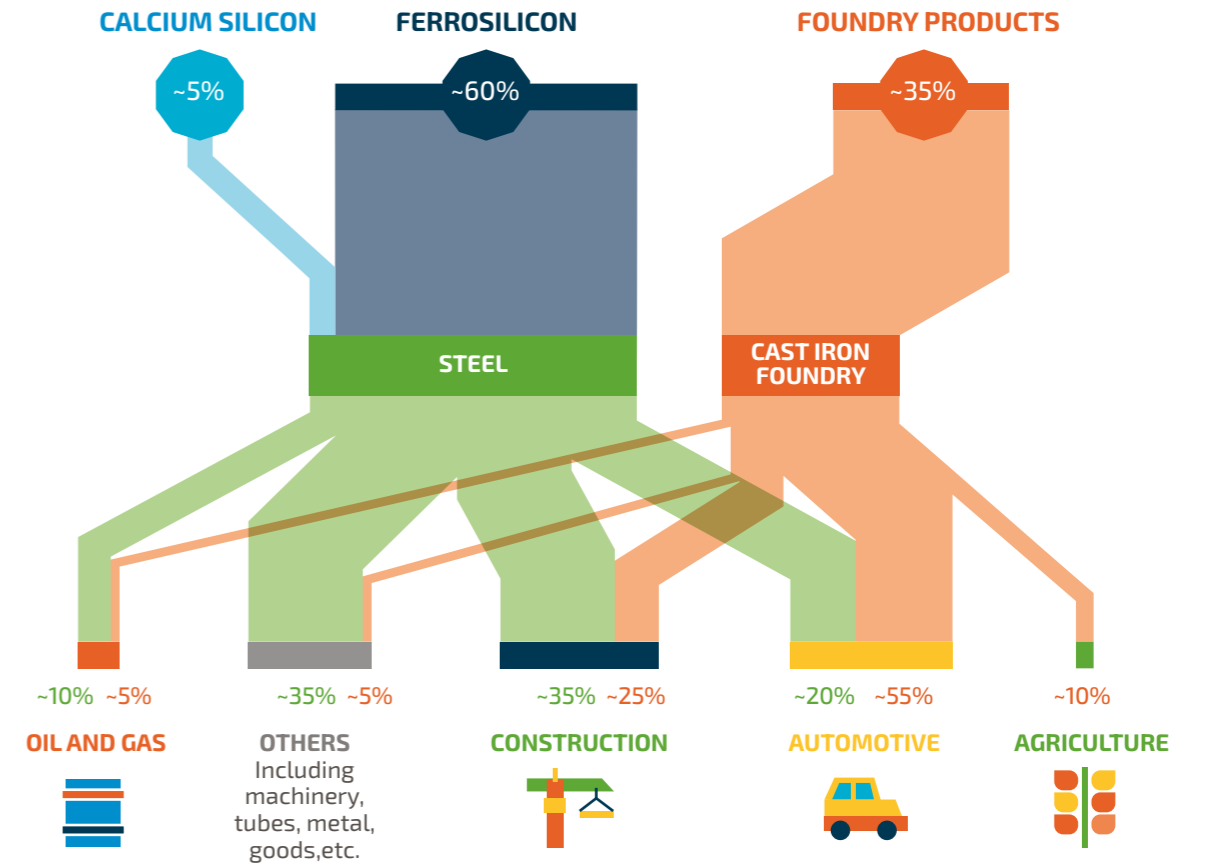 CALCIUM SILICON
FERROSILICON
FOUNDRY PRODUCTS
~5%
~60%
~35%
STEEL
CAST IRON
FOUNDRY
~10% ~5%
~35% ~5%
~35% ~25%
~20% ~55%
~10%
OIL AND GAS
OTHERS
Including
machinery,
tubes, metal,
goods,etc.
CONSTRUCTION
AUTOMOTIVE
AGRICULTURE